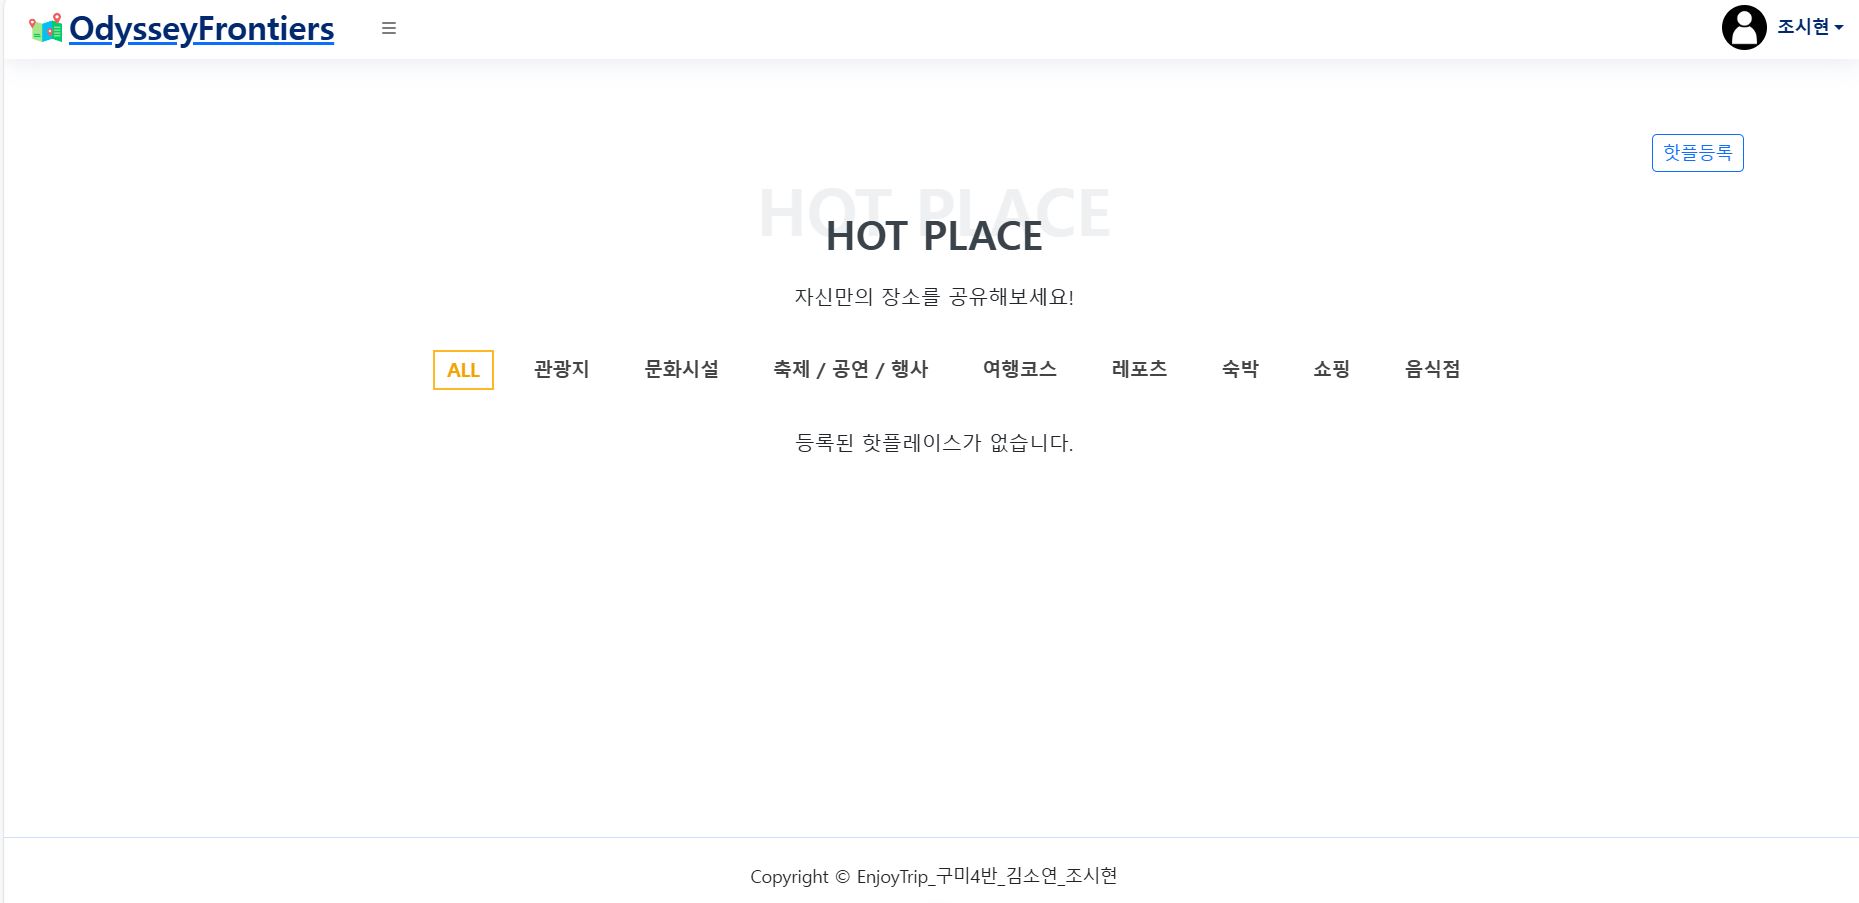 OdysseyFrontiers
조시현
핫플등록
HOT PLACE
HOT PLACE
자신만의 장소를 공유해보세요!
ALL 관광지 문화시설 축제 / 공연 / 행사 여행코스 레포츠 숙박 쇼핑 음식점
등록된 핫플레이스가 없습니다.
Copyright © EnjoyTrip_구미4반_김소연_조시현